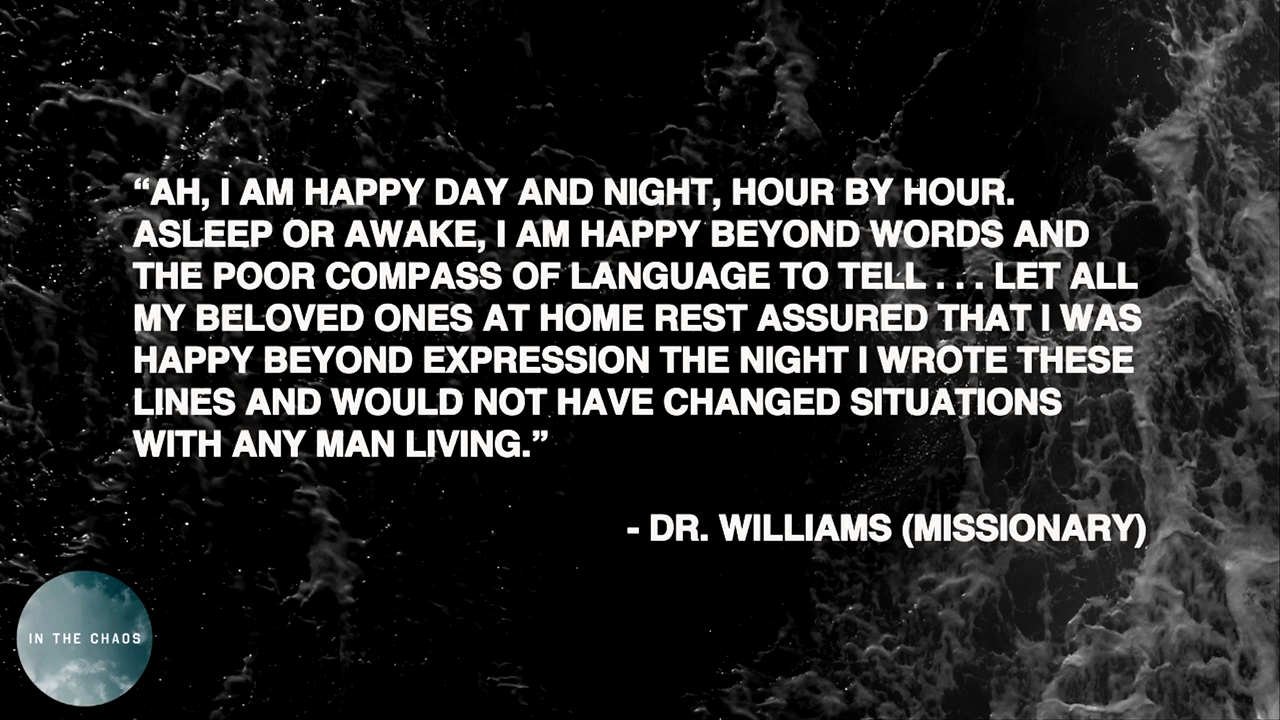 “AH, I AM HAPPY DAY AND NIGHT, HOUR BY HOUR.
ASLEEP OR AWAKE, I AM HAPPY BEYOND WORDS AND
THE POOR COMPASS OF LANGUAGE TO TELL . . . LET ALL
MY BELOVED ONES AT HOME REST ASSURED THAT I WAS
HAPPY BEYOND EXPRESSION THE NIGHT I WROTE THESE
LINES AND WOULD NOT HAVE CHANGED SITUATIONS
WITH ANY MAN LIVING.”
- DR. WILLIAMS (MISSIONARY)
IN THE CHAOS